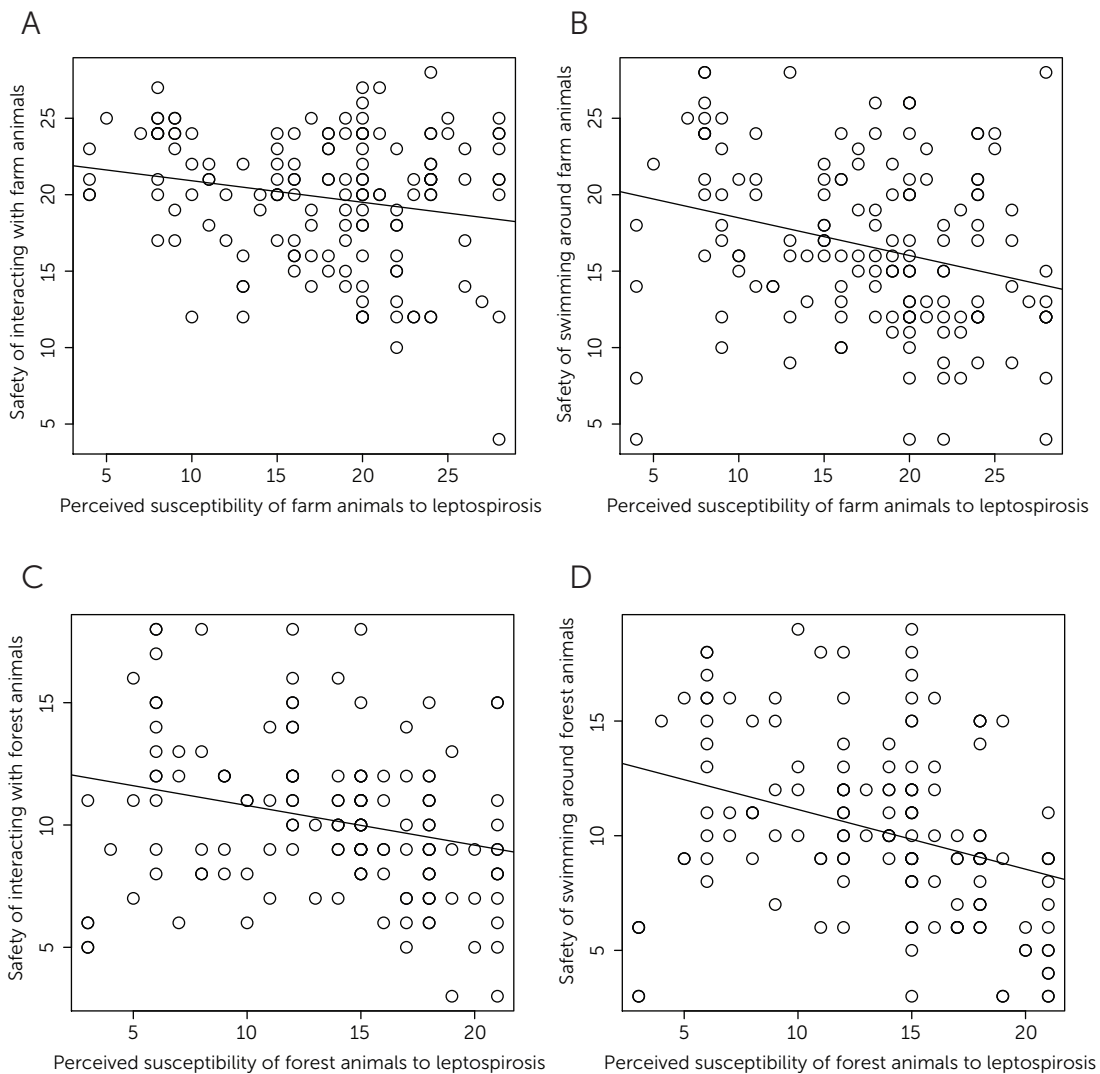 A
Safety of interacting with farm animals
25
20
15
10
5
5 10 15 20 25
Perceived susceptibility of farm animals to leptospirosis
B
Safety of swimming around farm animals
25
20
15
10
5
5 10 15 20 25
Perceived susceptibility of farm animals to leptospirosis
C
Safety of interacting with forest animals
15
10
5
5 10 15 20
Perceived susceptibility of forest animals to leptospirosis
D
Safety of swimming around forest animals
15
10
5
5 10 15 20
Perceived susceptibility of forest animals to leptospirosis